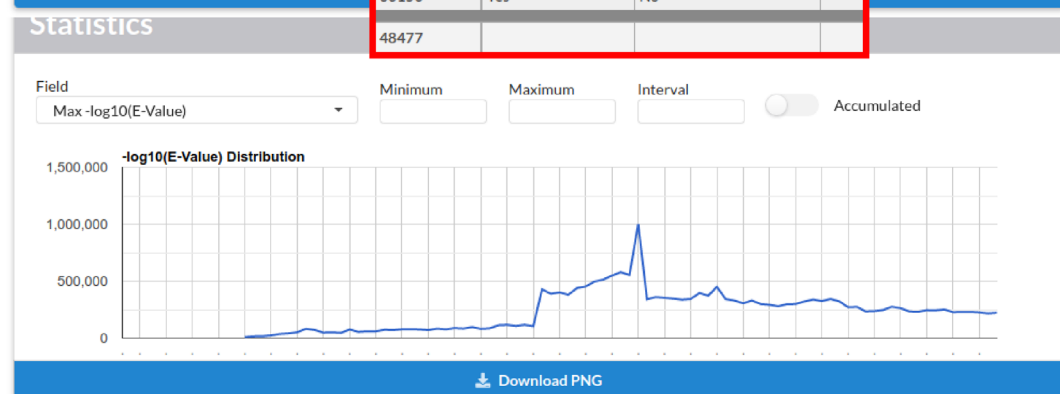 Statistics
48477
Field
Minimum
Maximum
Interval
Max -log10(E-Value)
Accumulated
-log10(E-Value) Distribution
1,500,000
1,000,000
500,000
0
Download PNG